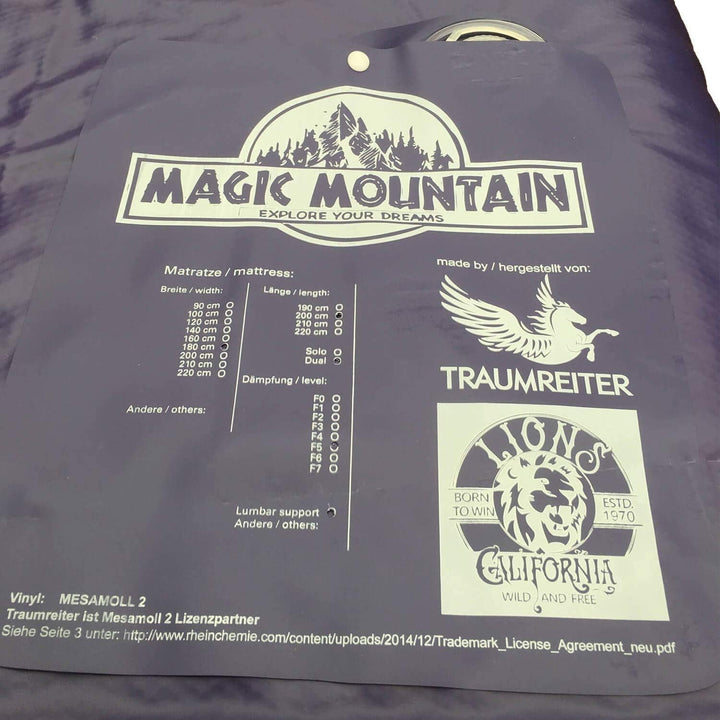 MAGIC MOUNTAIN
EXPLORE YOUR DREAMS
Matratze / mattress:
Breite / width:
90 cm
100 cm
120 cm
140 cm
160 cm
180 cm
200 cm
210 cm
220 cm
Andere / others:
Länge / length:
190 cm
200 cm
210 cm
220 cm
Solo
Dual
Dämpfung / level:
F0
F1
F2
F3
F4
F5
F6
F7
Lumbar support
Andere / others:
made by / hergestellt von:
TRAUMREITER
LIONS
BORN
TO WIN
ESTD.
1970
CALIFORNIA
WILD AND FREE
Vinyl: MESAMOLL 2
Traumreiter ist Mesamoll 2 Lizenzpartner
Siehe Seite 3 unter: http://www.rheinchemie.com/content/uploads/2014/12/Trademark_License_Agreement_neu.pdf